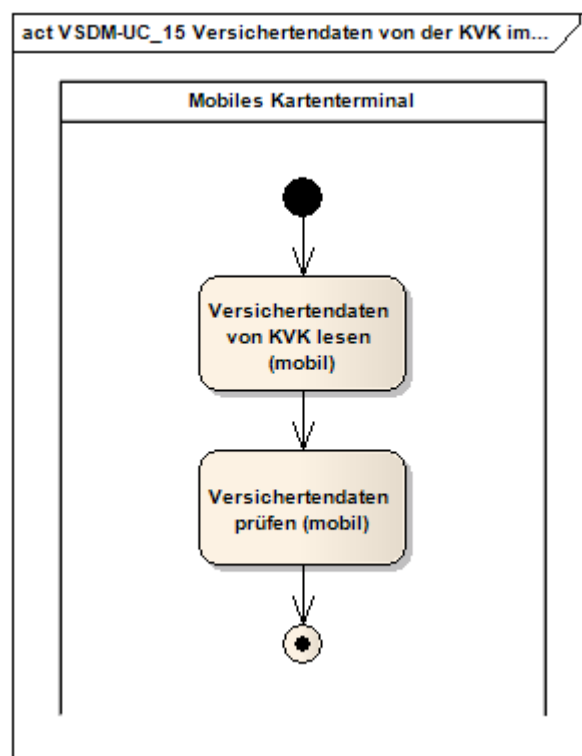 act VSDM-UC_15 Versichertendaten von der KVK im...
Mobiles Kartenterminal
Versichertendaten
von KVK lesen
(mobil)
Versichertendaten
prüfen (mobil)